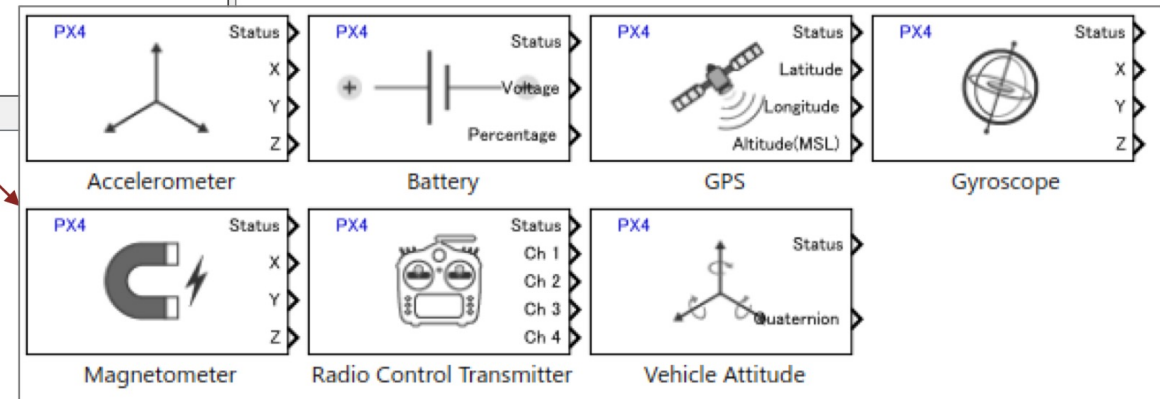 PX4 Status X Y Z
PX4 Status Voltage Percentage
PX4 Status Latitude Longitude Altitude(MSL)
PX4 Status X Y Z
Accelerometer Battery GPS Gyroscope
PX4 Status X Y Z
PX4 Status Ch 1 Ch 2 Ch 3 Ch 4
PX4 Status Quaternion
Magnetometer Radio Control Transmitter Vehicle Attitude